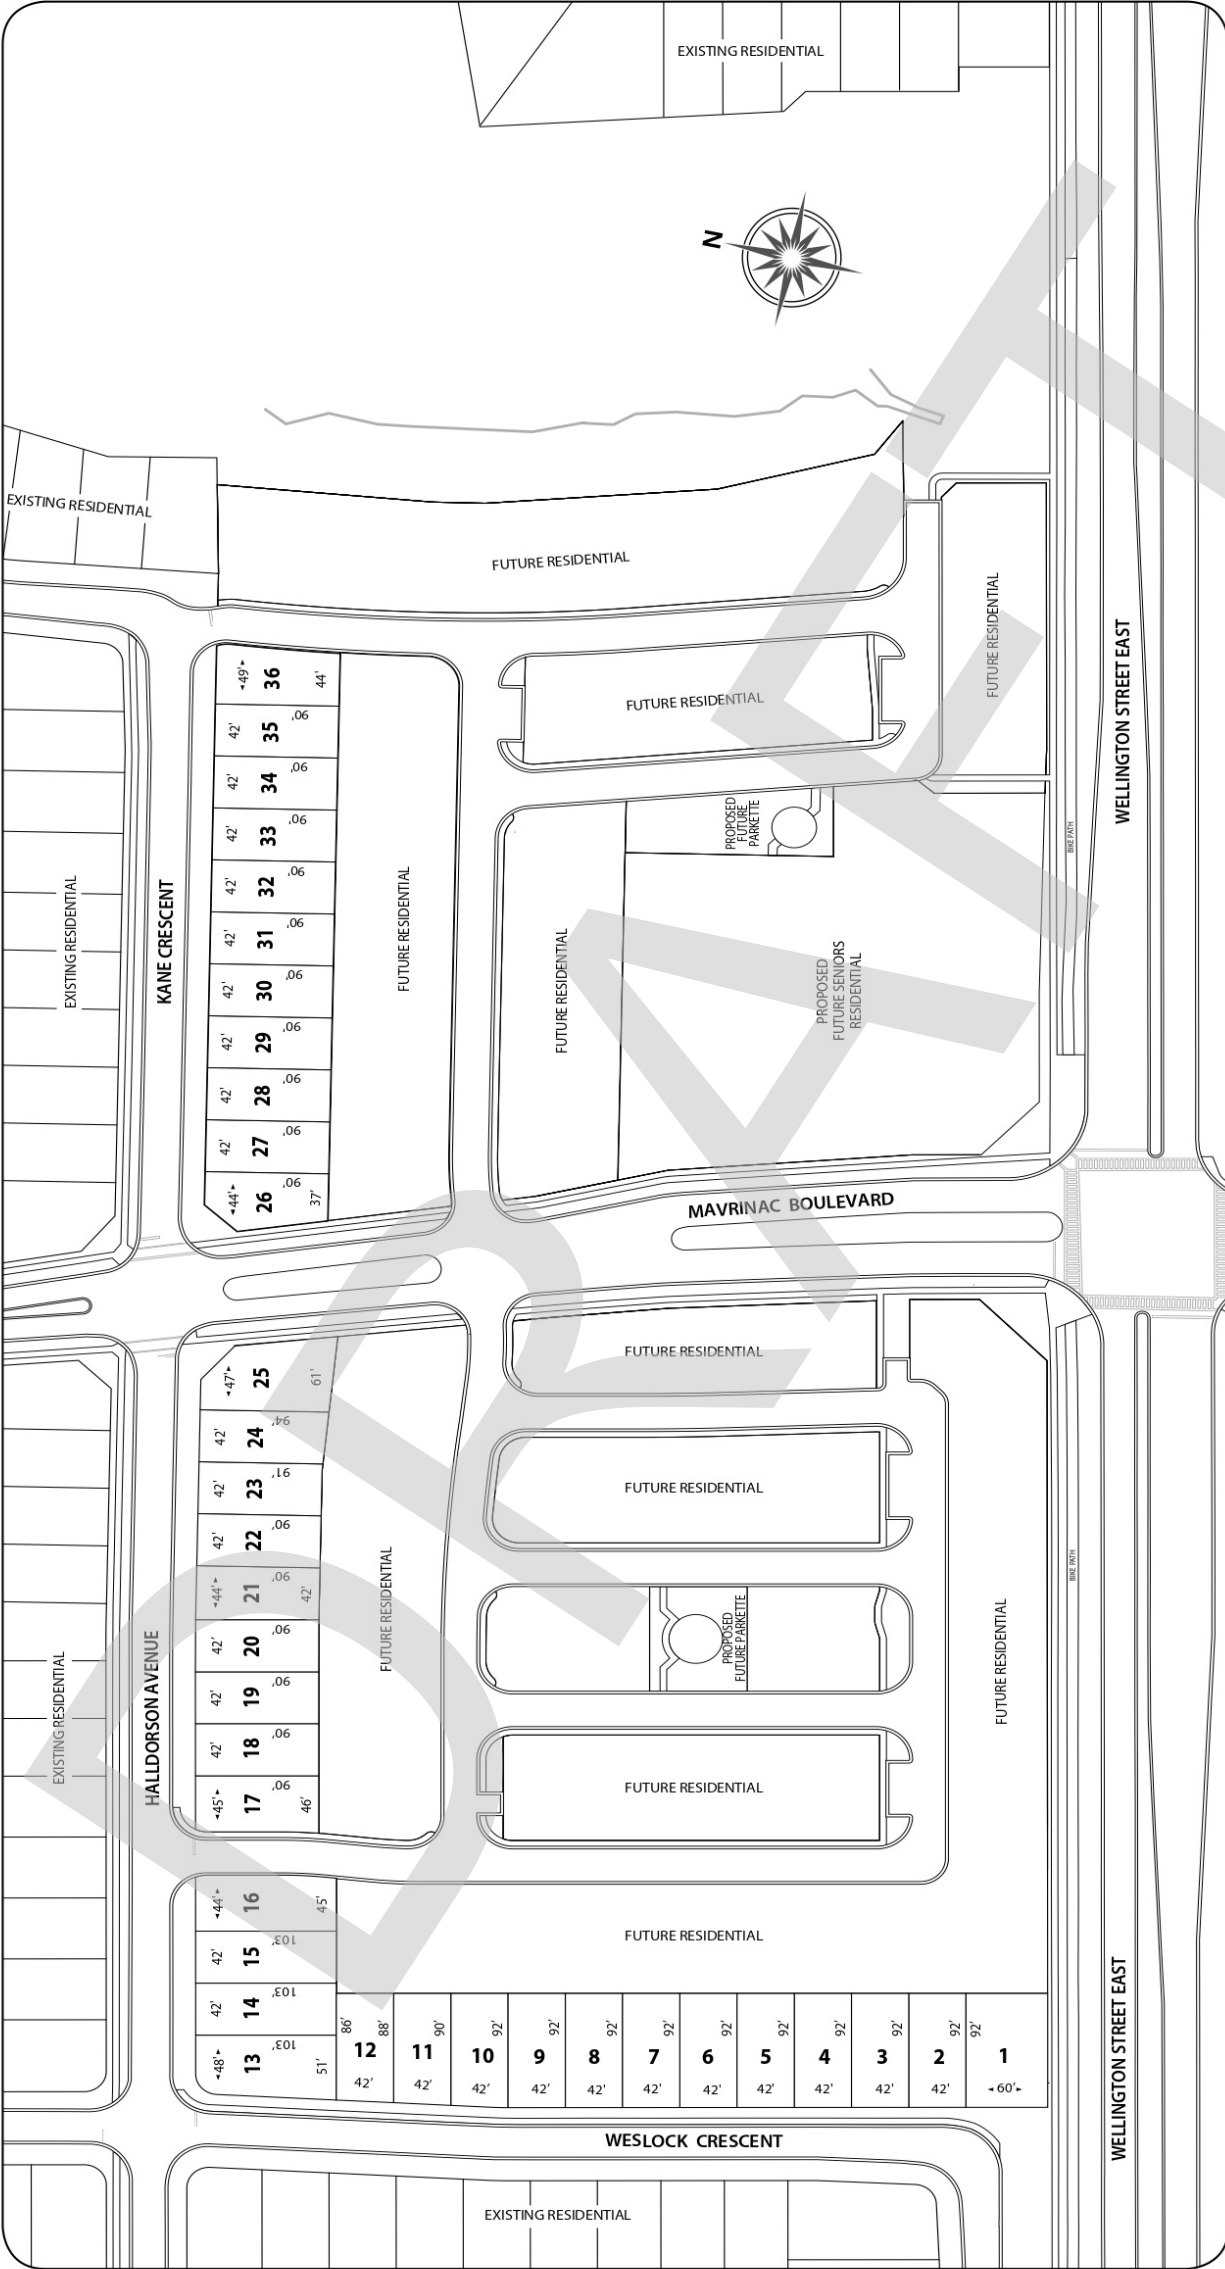 EXISTING RESIDENTIAL
N
EXISTING RESIDENTIAL
FUTURE RESIDENTIAL
FUTURE RESIDENTIAL
FUTURE RESIDENTIAL
WELLINGTON STREET EAST
49' 36 44'
42' 35 90'
42' 34 90'
42' 33 90'
42' 32 90'
42' 31 90'
42' 30 90'
42' 29 90'
42' 28 90'
42' 27 90'
44' 26 90' 37'
EXISTING RESIDENTIAL
KANE CRESCENT
FUTURE RESIDENTIAL
FUTURE RESIDENTIAL
PROPOSED
FUTURE
PARKETTE
PROPOSED
FUTURE SENIORS
RESIDENTIAL
BIKE PATH
MAVRINAC BOULEVARD
47' 25 61'
42' 24 94'
42' 23 91'
42' 22 90'
44' 21 90' 42'
42' 20 90'
42' 19 90'
42' 18 90'
45' 17 90' 46'
EXISTING RESIDENTIAL
HALLDORSON AVENUE
FUTURE RESIDENTIAL
FUTURE RESIDENTIAL
FUTURE RESIDENTIAL
PROPOSED
FUTURE PARKETTE
FUTURE RESIDENTIAL
FUTURE RESIDENTIAL
BIKE PATH
44' 16 45'
42' 15 103'
42' 14 103'
48' 13 103' 51'
FUTURE RESIDENTIAL
86' 88' 90' 92' 92' 92' 92' 92' 92' 92' 92' 92' 92'
12 11 10 9 8 7 6 5 4 3 2 1
42' 42' 42' 42' 42' 42' 42' 42' 42' 42' 42' 60'
WELLINGTON STREET EAST
WESLOCK CRESCENT
EXISTING RESIDENTIAL
DRAFT